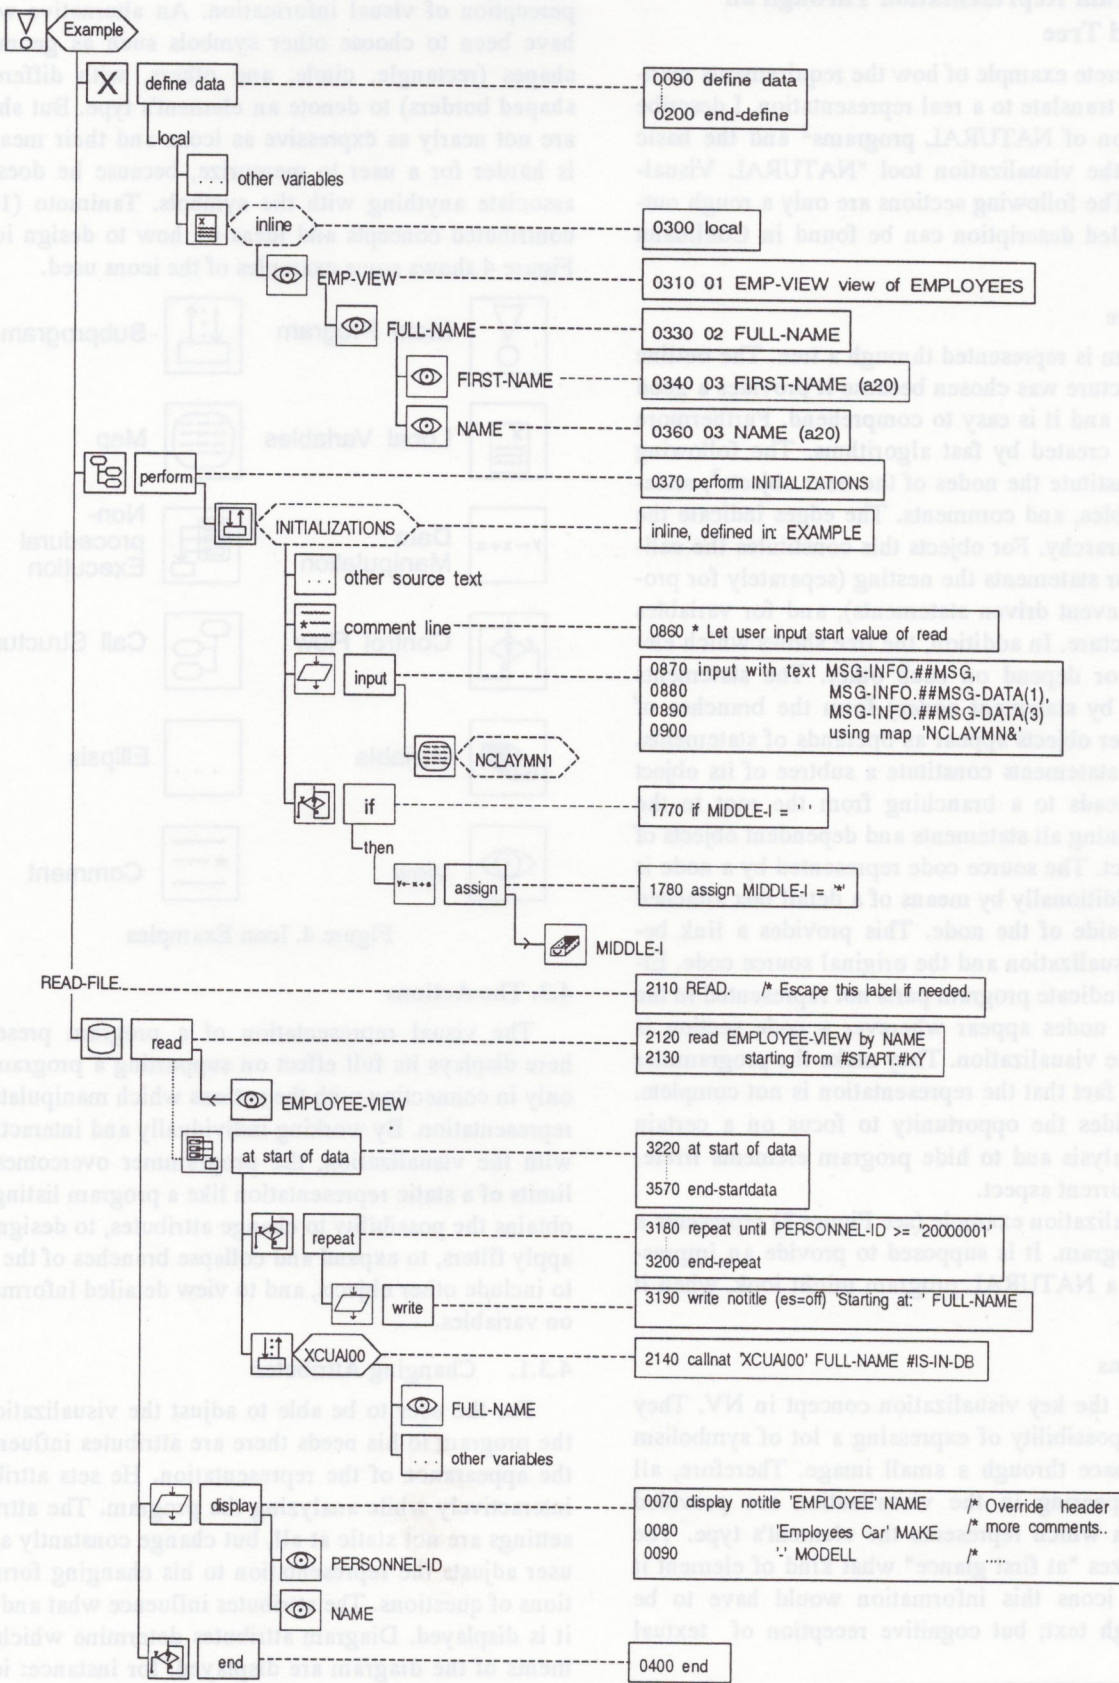 Example
define data
0090 define data
0200 end-define
local
... other variables
inline
0300 local
EMP-VIEW
0310 01 EMP-VIEW view of EMPLOYEES
FULL-NAME
0330 02 FULL-NAME
FIRST-NAME
0340 03 FIRST-NAME (a20)
NAME
0360 03 NAME (a20)
perform
0370 perform INITIALIZATIONS
INITIALIZATIONS
inline, defined in: EXAMPLE
... other source text
comment line
0860 * Let user input start value of read
input
0870 input with text MSG-INFO.##MSG,
0880 MSG-INFO.##MSG-DATA(1),
0890 MSG-INFO.##MSG-DATA(3)
0900 using map 'NCLAYMN&'
NCLAYMN1
if
1770 if MIDDLE-I = ' '
then
assign
1780 assign MIDDLE-I = '*'
MIDDLE-I
READ-FILE
2110 READ. /* Escape this label if needed.
read
2120 read EMPLOYEE-VIEW by NAME
2130 starting from #START.#KY
EMPLOYEE-VIEW
at start of data
3220 at start of data
3570 end-startdata
repeat
3180 repeat until PERSONNEL-ID >= "20000001"
3200 end-repeat
write
3190 write notitle (es=off) 'Starting at: ' FULL-NAME
XCUAI00
2140 callnat 'XCUAI00' FULL-NAME #IS-IN-DB
FULL-NAME
... other variables
display
0070 display notitle 'EMPLOYEE' NAME /* Override header
0080 'Employees Car' MAKE /* more comments..
0090 '-' MODELL /* ....
PERSONNEL-ID
NAME
end
0400 end